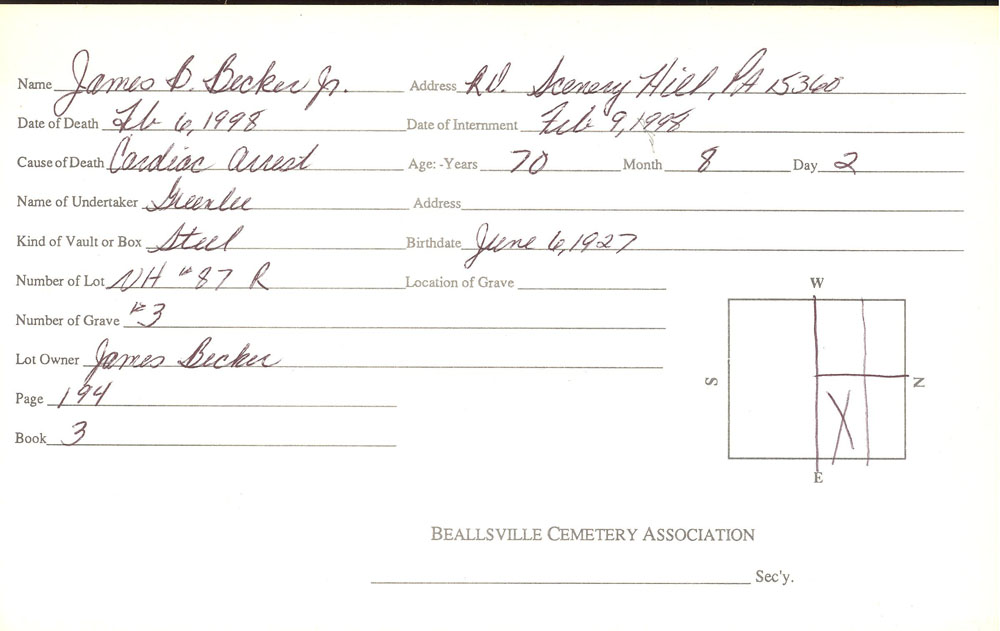 Name James B. Becker Jr. Address R.D. Scenery Hill, PA 15360
Date of Death Feb 6, 1998 Date of Internment Feb 9, 1998
Cause of Death Cardiac Arrest Age: -Years 70 Month 8 Day 2
Name of Undertaker Greenlee Address
Kind of Vault or Box Steel Birthdate June 6, 1927
Number of Lot NH # 87 R Location of Grave
Number of Grave # 3
Lot Owner James Becker
Page 194
Book 3
W
S
N
X
E
BEALLSVILLE CEMETERY ASSOCIATION
Sec'y.